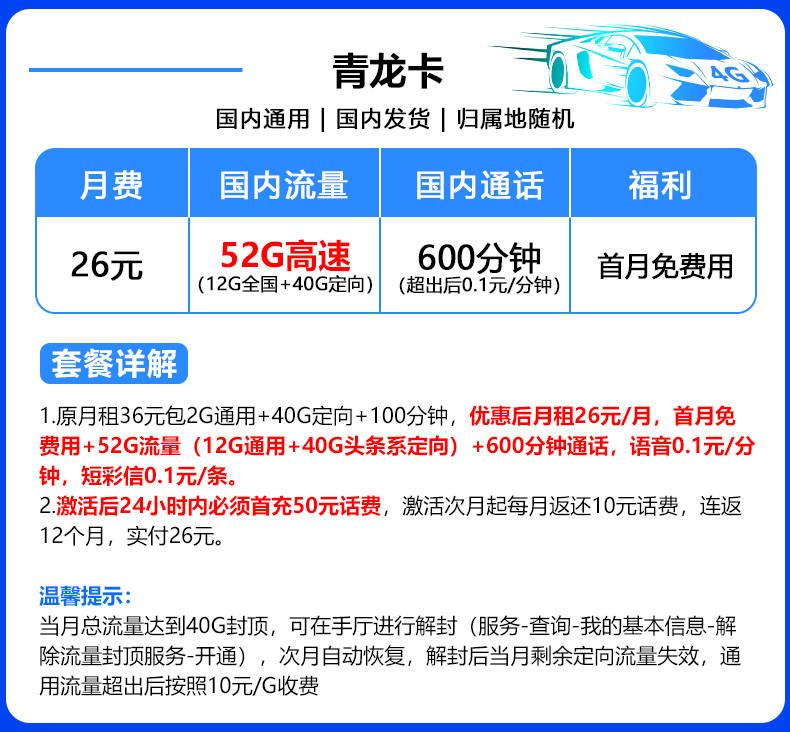 青龙卡
4G
国内通用 | 国内发货 | 归属地随机
月费 国内流量 国内通话 福利
26元 52G高速 600分钟 首月免费用
(12G全国+40G定向) (超出后0.1元/分钟)
套餐详解
1.原月租36元包2G通用+40G定向+100分钟，优惠后月租26元/月，首月免
费用+52G流量（12G通用+40G头条系定向）+600分钟通话，语音0.1元/分
钟，短彩信0.1元/条。
2.激活后24小时内必须首充50元话费，激活次月起每月返还10元话费，连返
12个月，实付26元。
温馨提示：
当月总流量达到40G封顶，可在手厅进行解封（服务-查询-我的基本信息-解
除流量封顶服务-开通），次月自动恢复，解封后当月剩余定向流量失效，通
用流量超出后按照10元/G收费